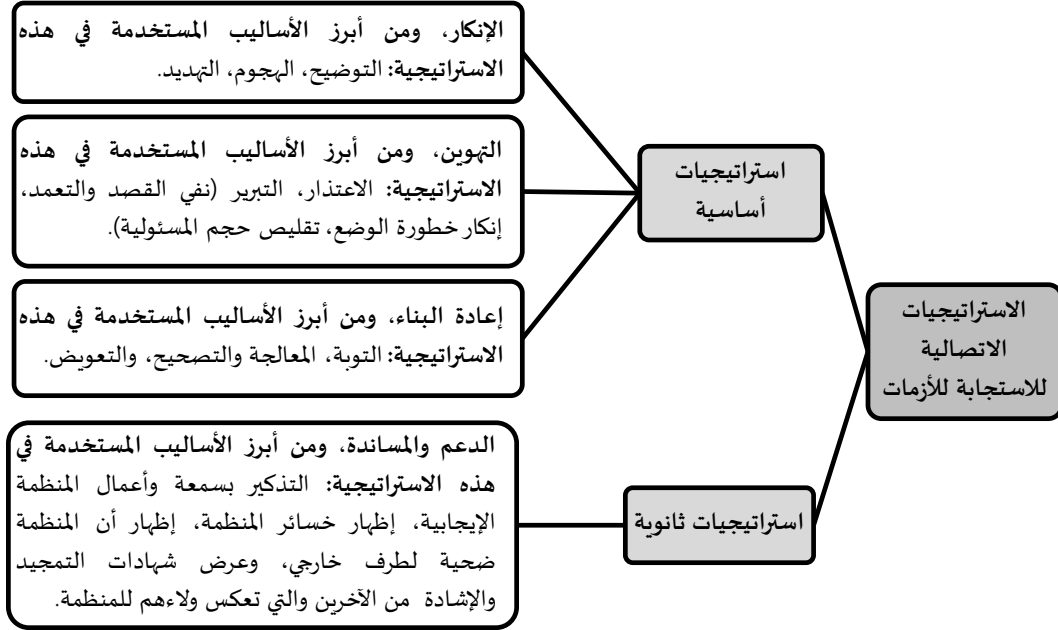 الاستراتيجيات
الاتصالية
للاستجابة للأزمات
استراتيجيات
أساسية
الإنكار، ومن أبرز الأساليب المستخدمة في هذه
الاستراتيجية: التوضيح، الهجوم، التهديد.
التهوين، ومن أبرز الأساليب المستخدمة في هذه
الاستراتيجية: الاعتذار، التبرير (نفي القصد والتعمد،
إنكار خطورة الوضع، تقليص حجم المسئولية).
إعادة البناء، ومن أبرز الأساليب المستخدمة في هذه
الاستراتيجية: التوبة، المعالجة والتصحيح، والتعويض.
استراتيجيات ثانوية
الدعم والمساندة، ومن أبرز الأساليب المستخدمة في
هذه الاستراتيجية: التذكير بسمعة وأعمال المنظمة
الإيجابية، إظهار خسائر المنظمة، إظهار أن المنظمة
ضحية لطرف خارجي، وعرض شهادات التمجيد
والإشادة من الآخرين والتي تعكس ولاءهم للمنظمة.